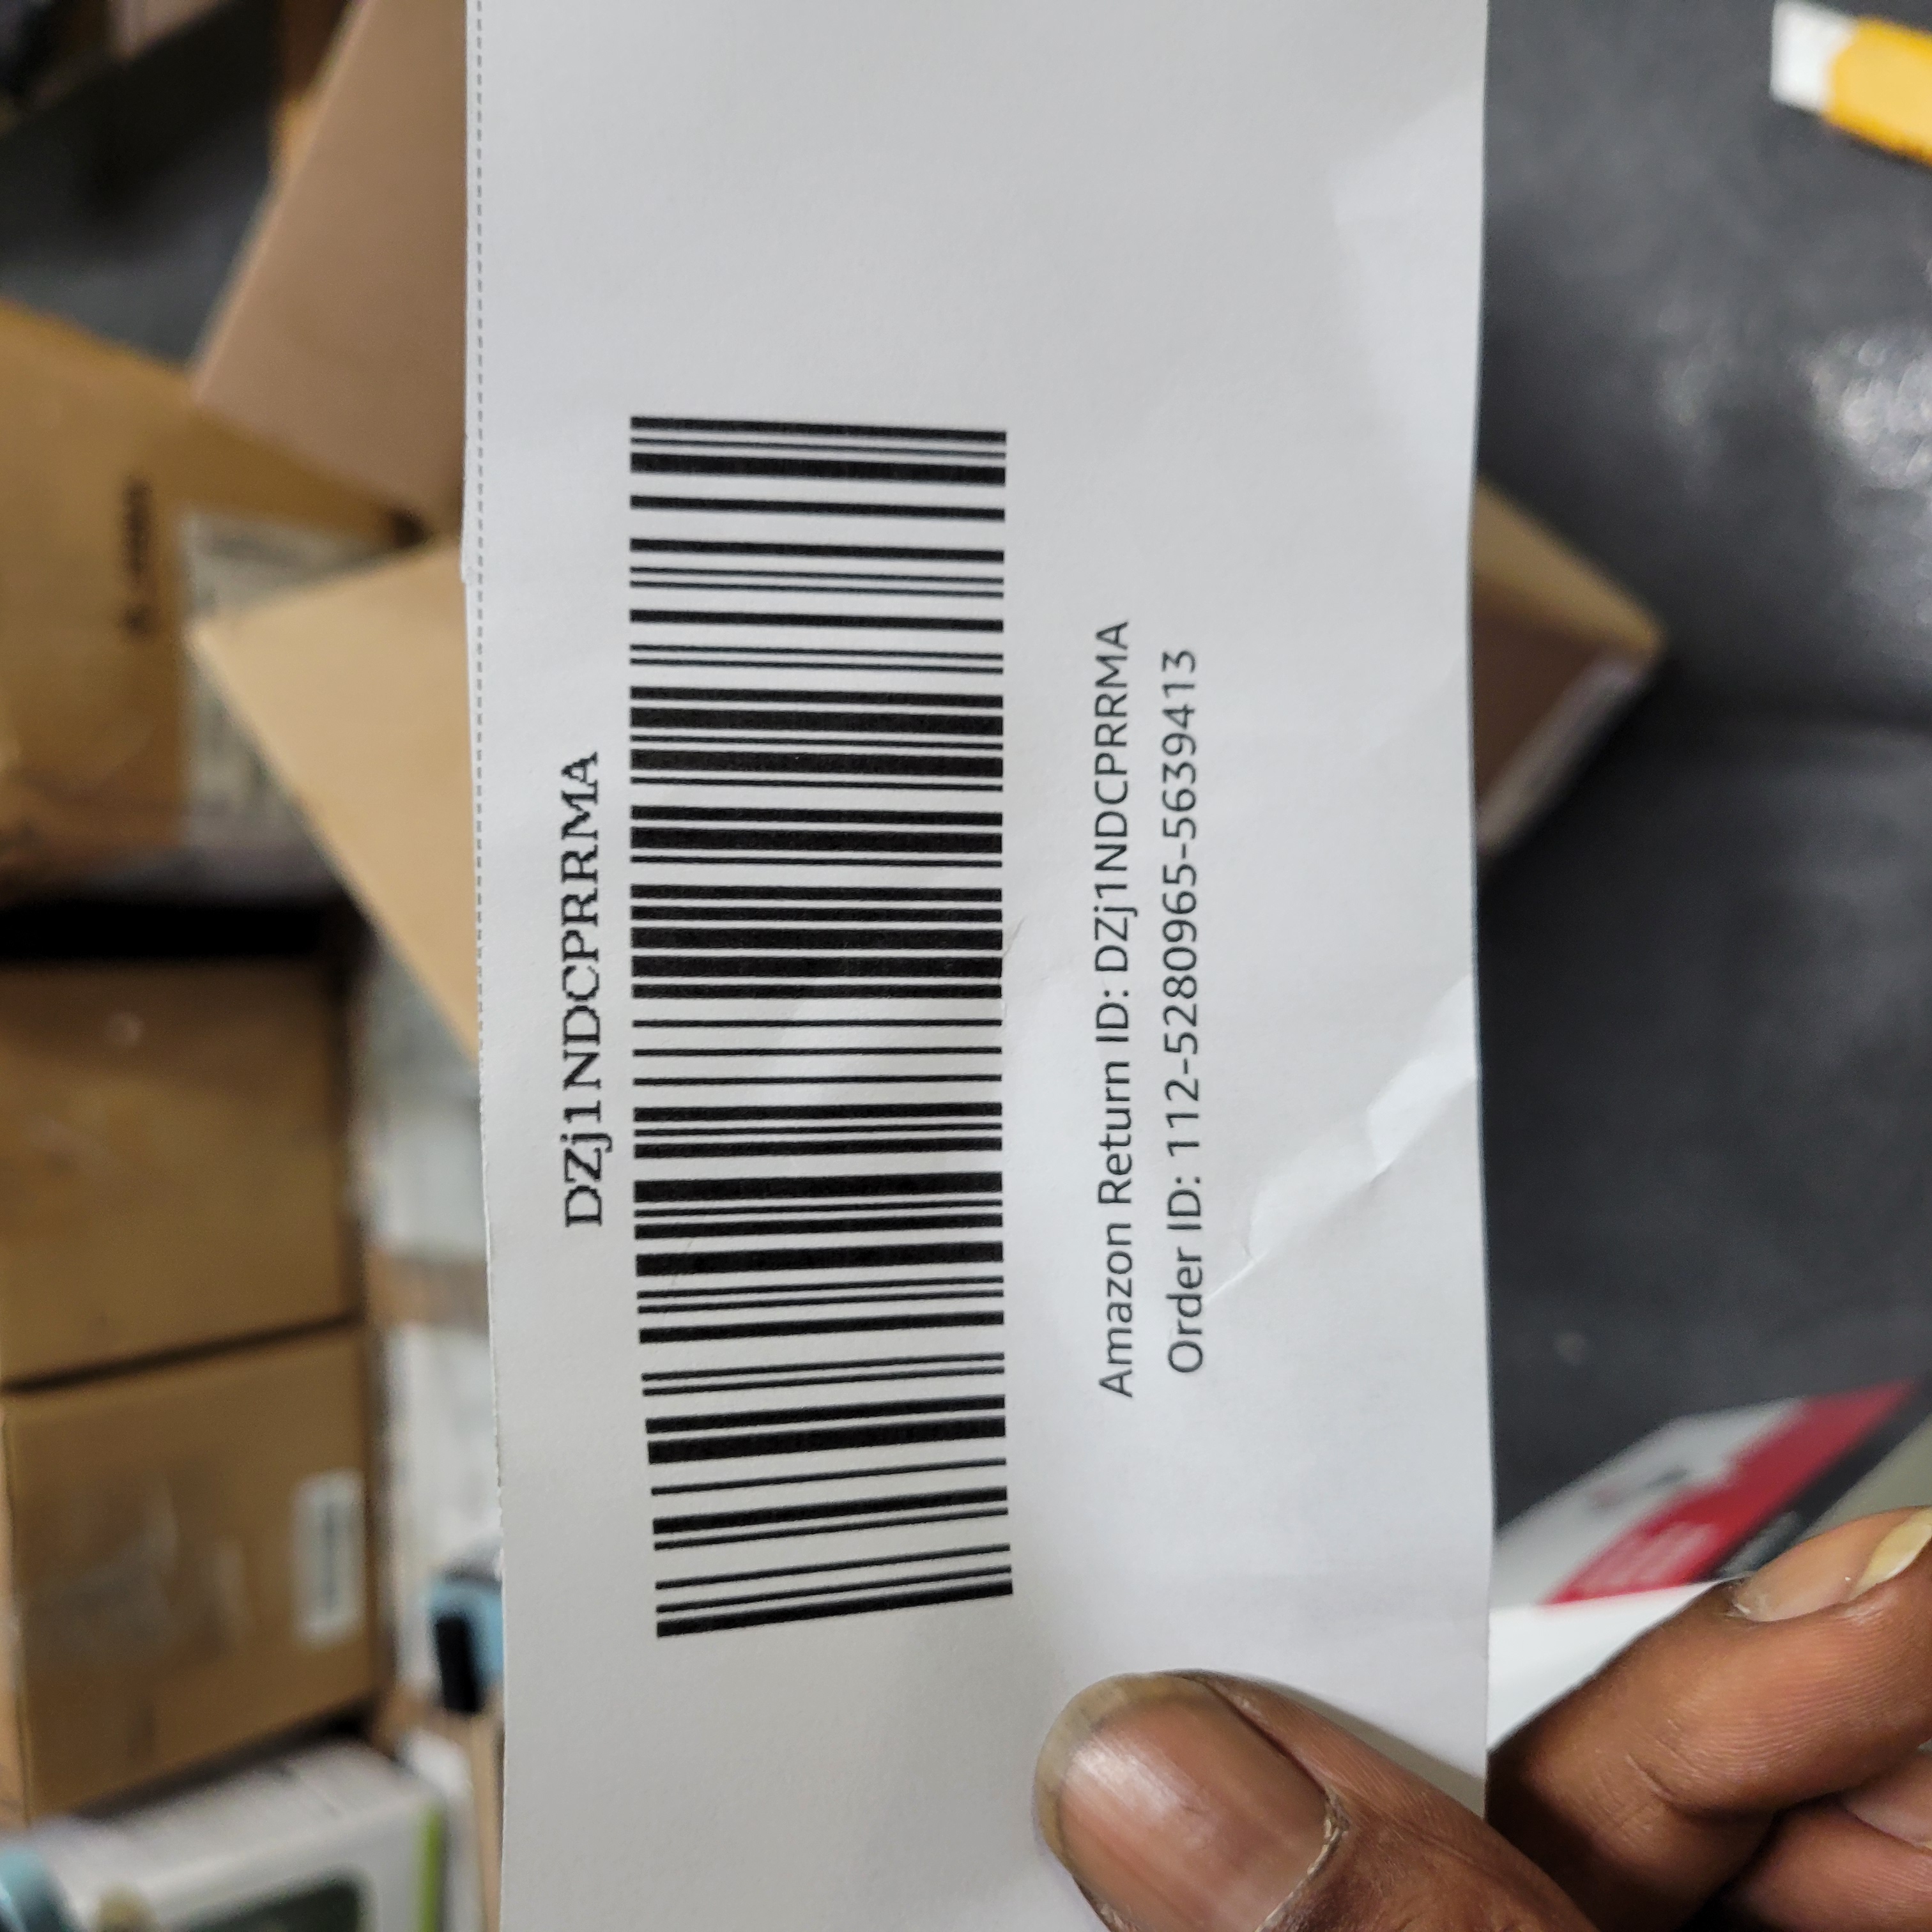 DZj1NDCPRRMA
Amazon Return ID: DZj1NDCPRRMA
Order ID: 112-5280965-5639413